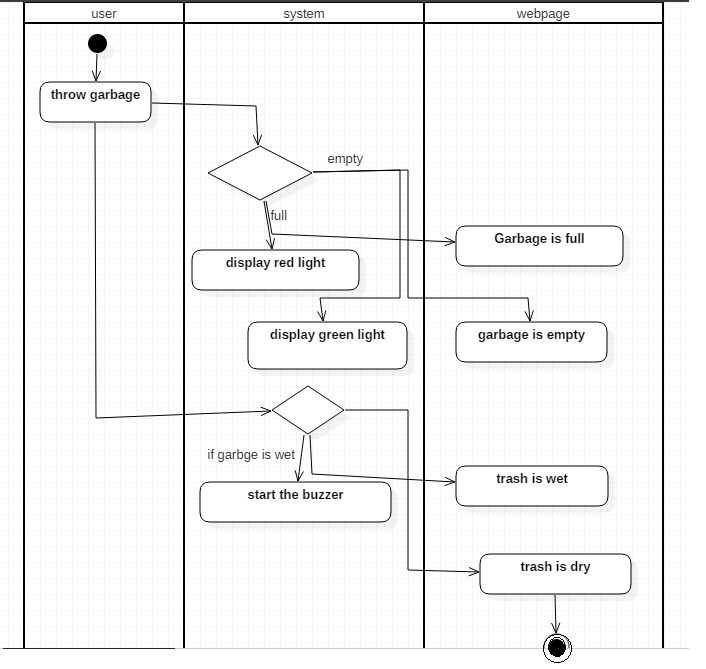 user
system
webpage
throw garbage
empty
full
Garbage is full
display red light
display green light
garbage is empty
if garbge is wet
trash is wet
start the buzzer
trash is dry